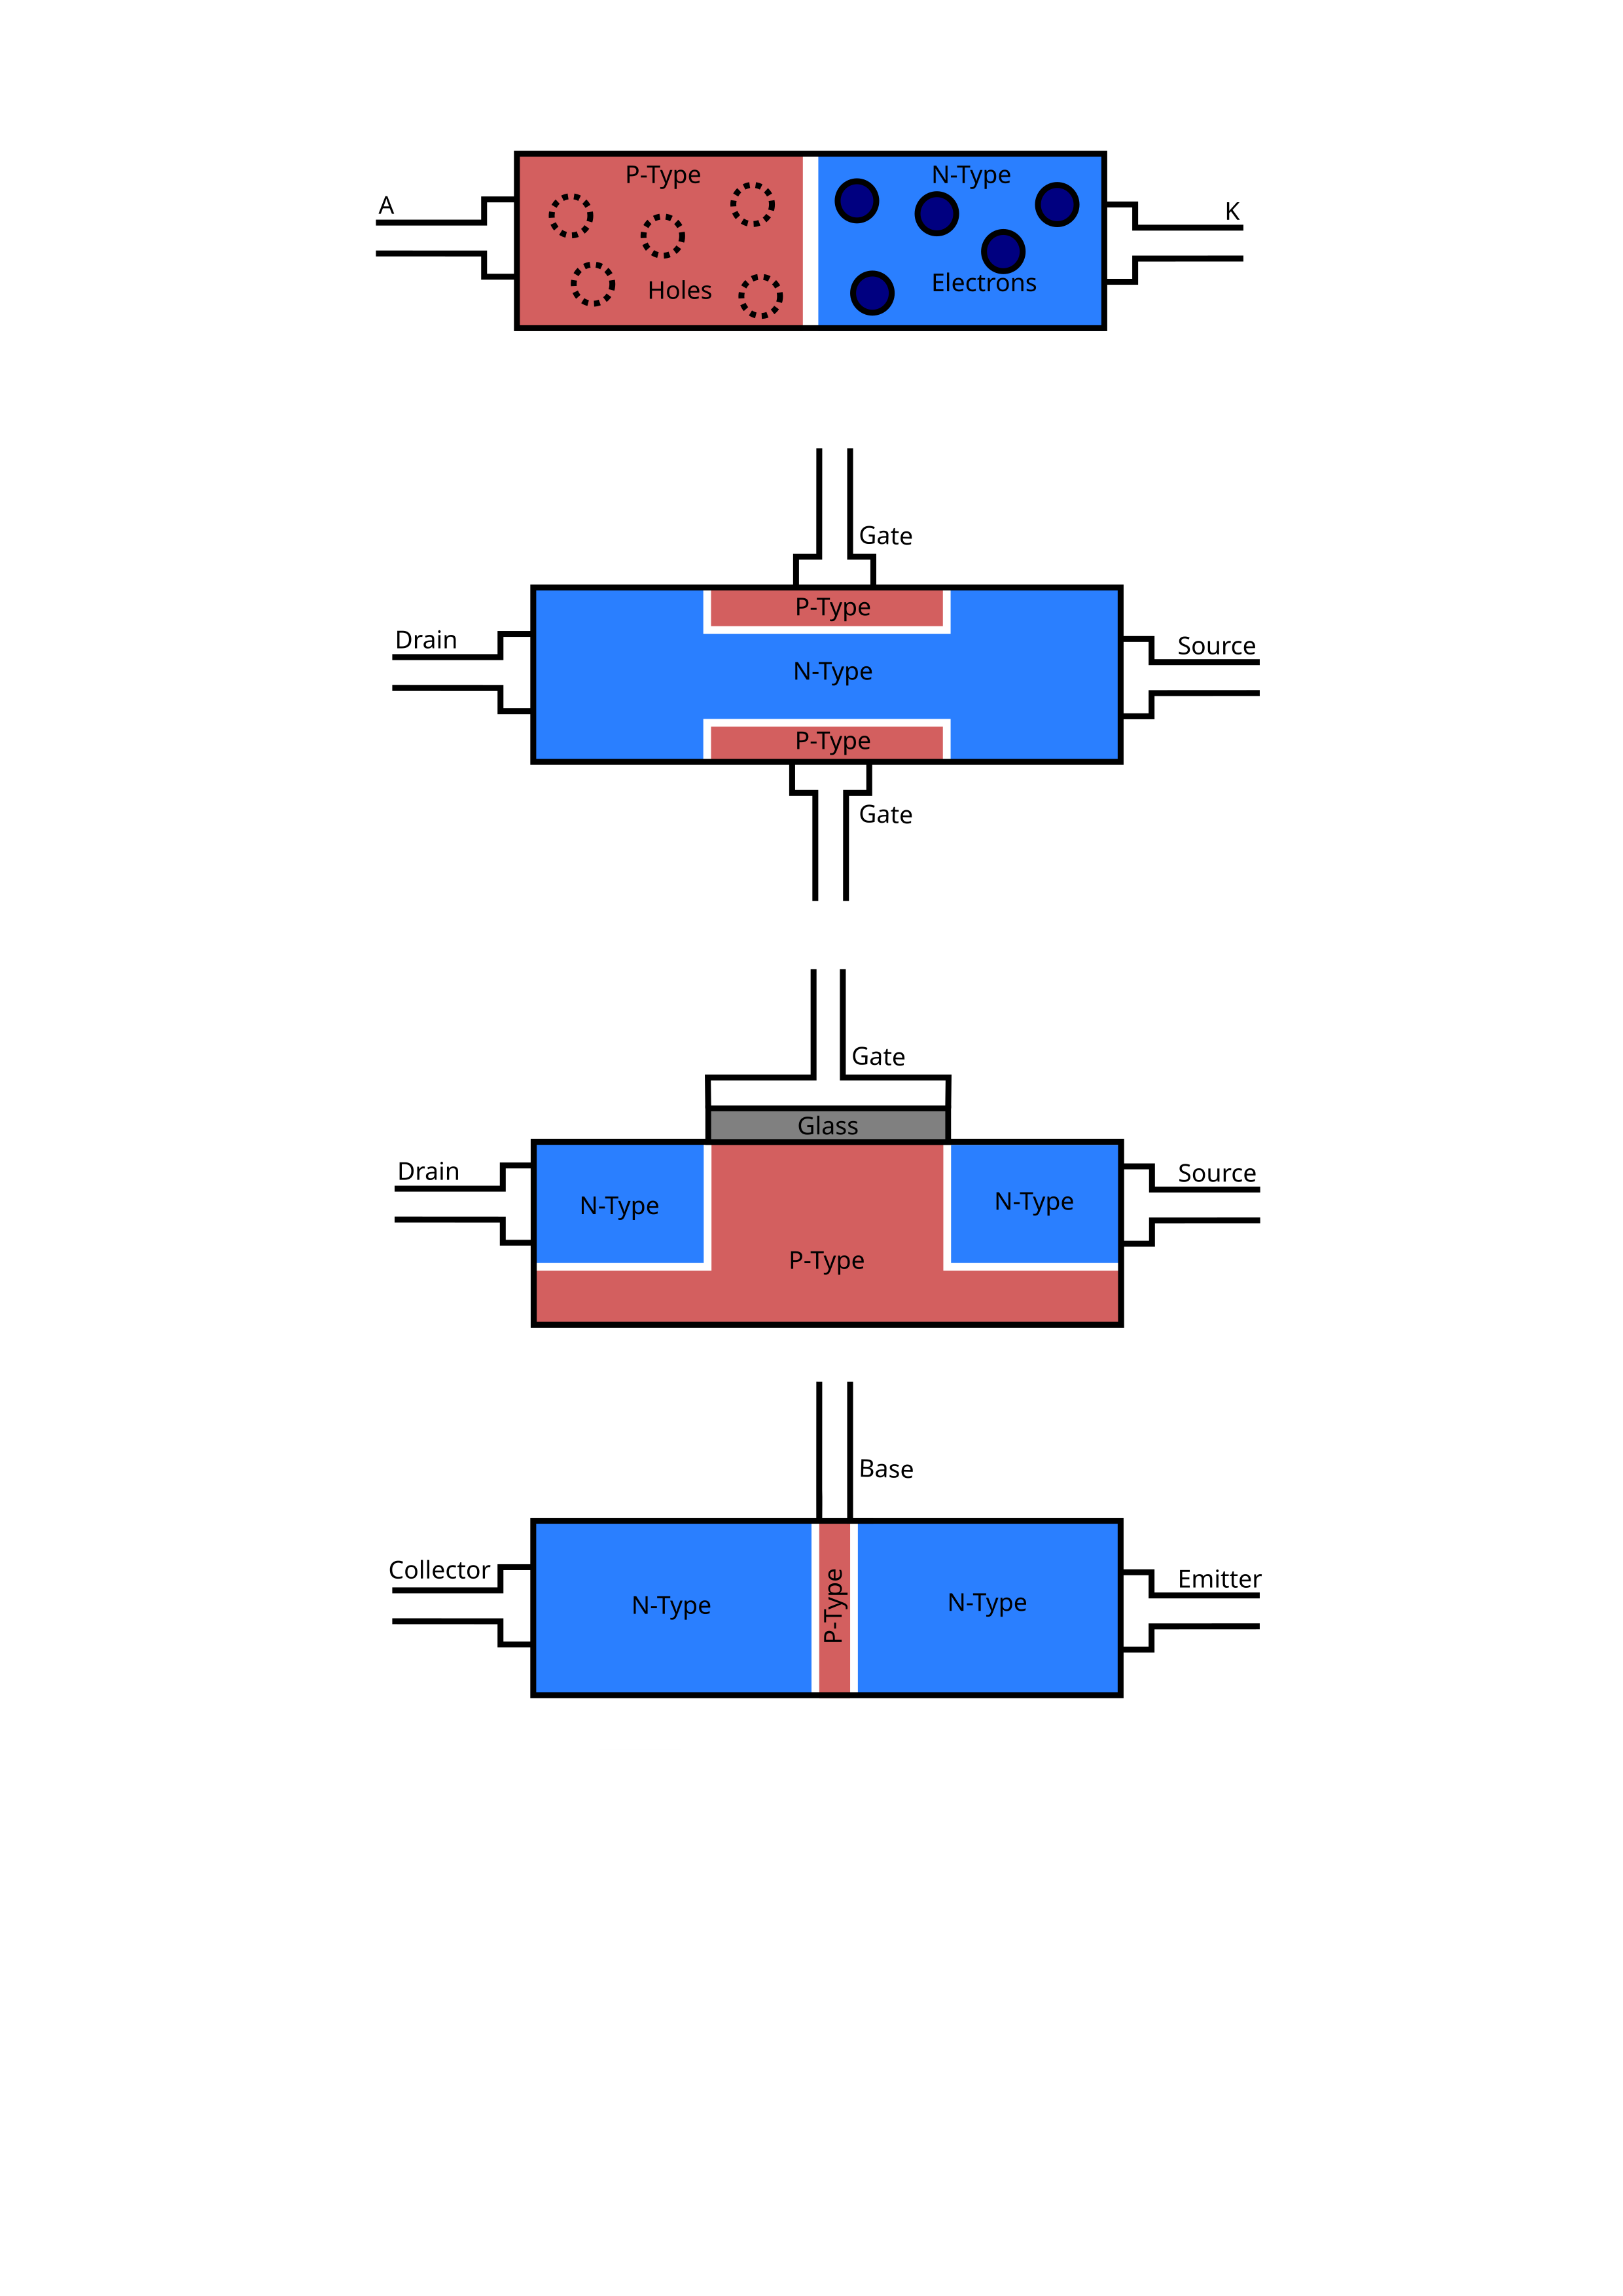 P-Type
N-Type
A
K
Holes
Electrons
Gate
P-Type
Drain
Source
N-Type
P-Type
Gate
Gate
Glass
Drain
Source
N-Type
N-Type
P-Type
Base
Collector
Emitter
N-Type
P-Type
N-Type